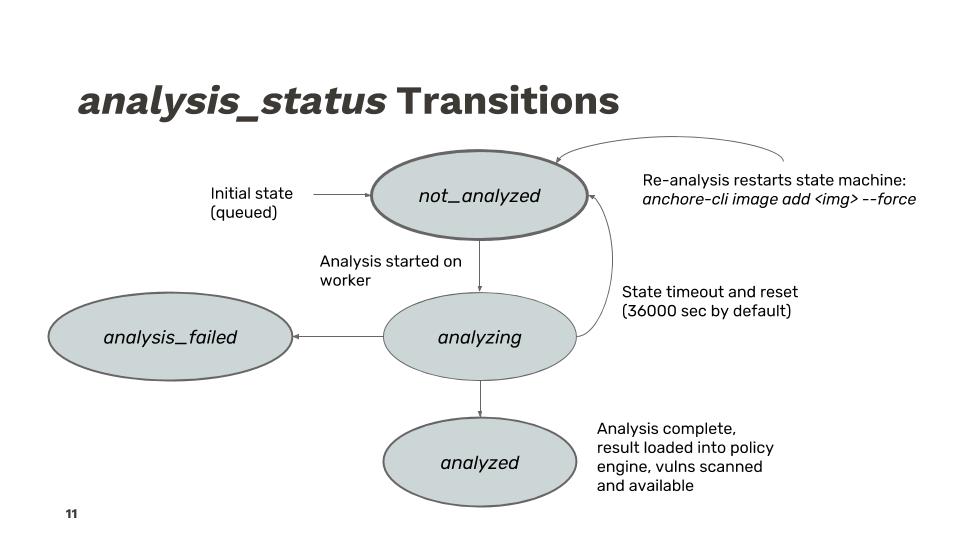 analysis_status Transitions
Initial state
(queued)
not_analyzed
Re-analysis restarts state machine:
anchore-cli image add <img> --force
Analysis started on
worker
State timeout and reset
(36000 sec by default)
analysis_failed
analyzing
analyzed
Analysis complete,
result loaded into policy
engine, vulns scanned
and available
11